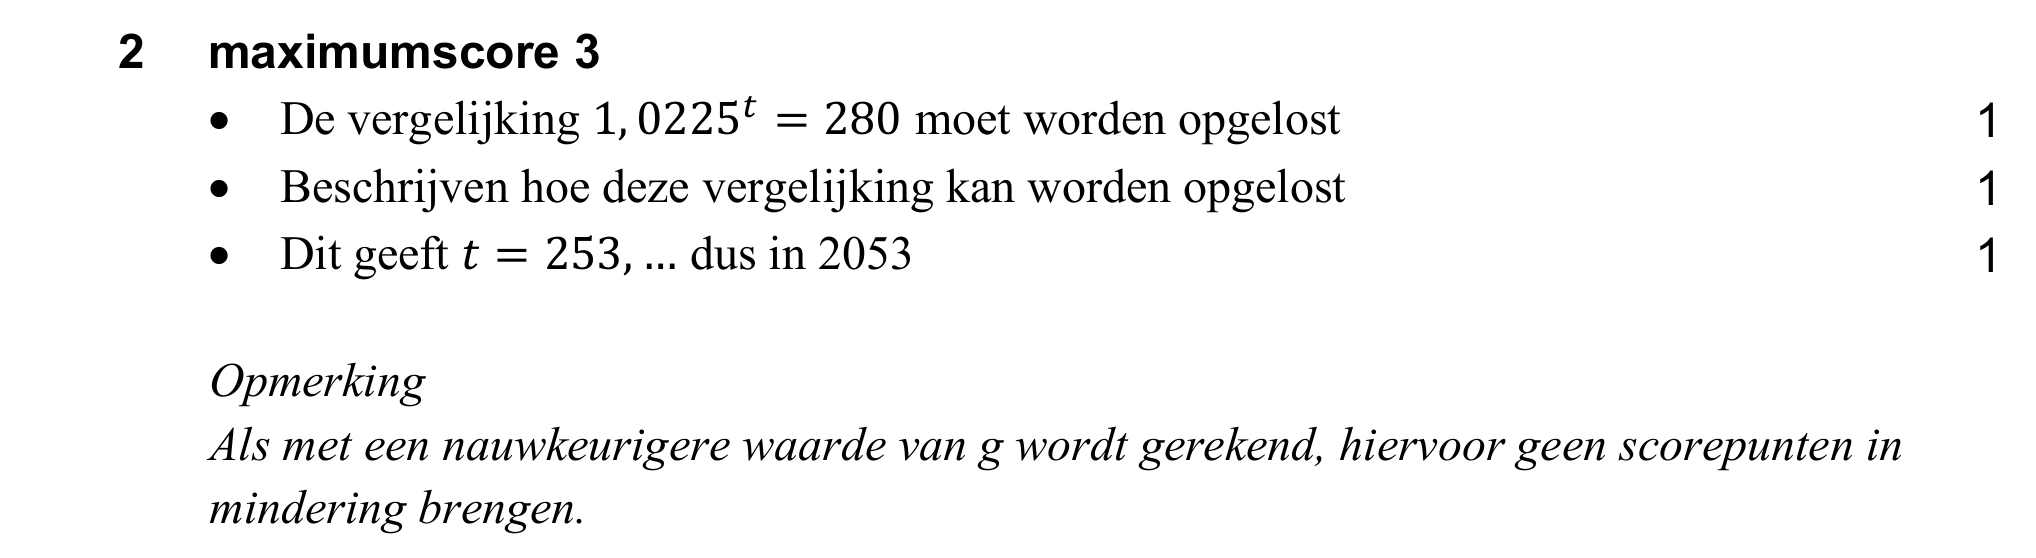 2 maximumscore 3
• De vergelijking 1,0225ᵗ = 280 moet worden opgelost 1
• Beschrijven hoe deze vergelijking kan worden opgelost 1
• Dit geeft t = 253, ... dus in 2053 1
Opmerking
Als met een nauwkeurigere waarde van g wordt gerekend, hiervoor geen scorepunten in
mindering brengen.